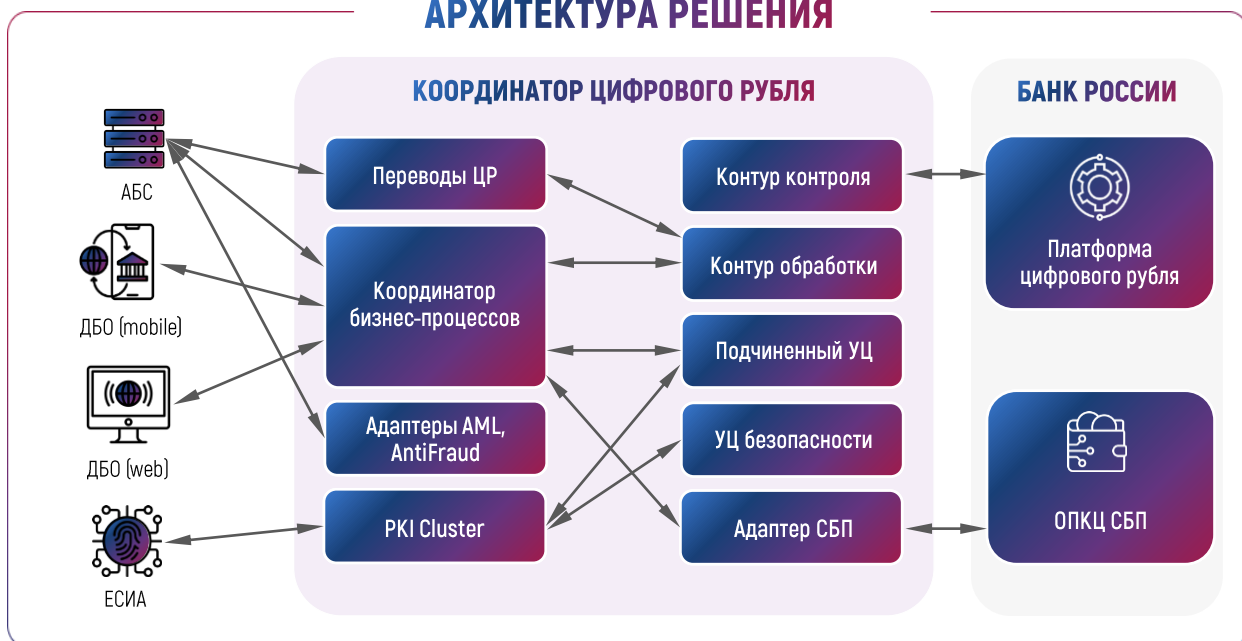 АРХИТЕКТУРА РЕШЕНИЯ
КООРДИНАТОР ЦИФРОВОГО РУБЛЯ
БАНК РОССИИ
АБС
ДБО (mobile)
ДБО (web)
ЕСИА
Переводы ЦР
Координатор
бизнес-процессов
Адаптеры AML,
AntiFraud
PKI Cluster
Контур контроля
Контур обработки
Подчиненный УЦ
УЦ безопасности
Адаптер СБП
Платформа
цифрового рубля
ОПКЦ СБП